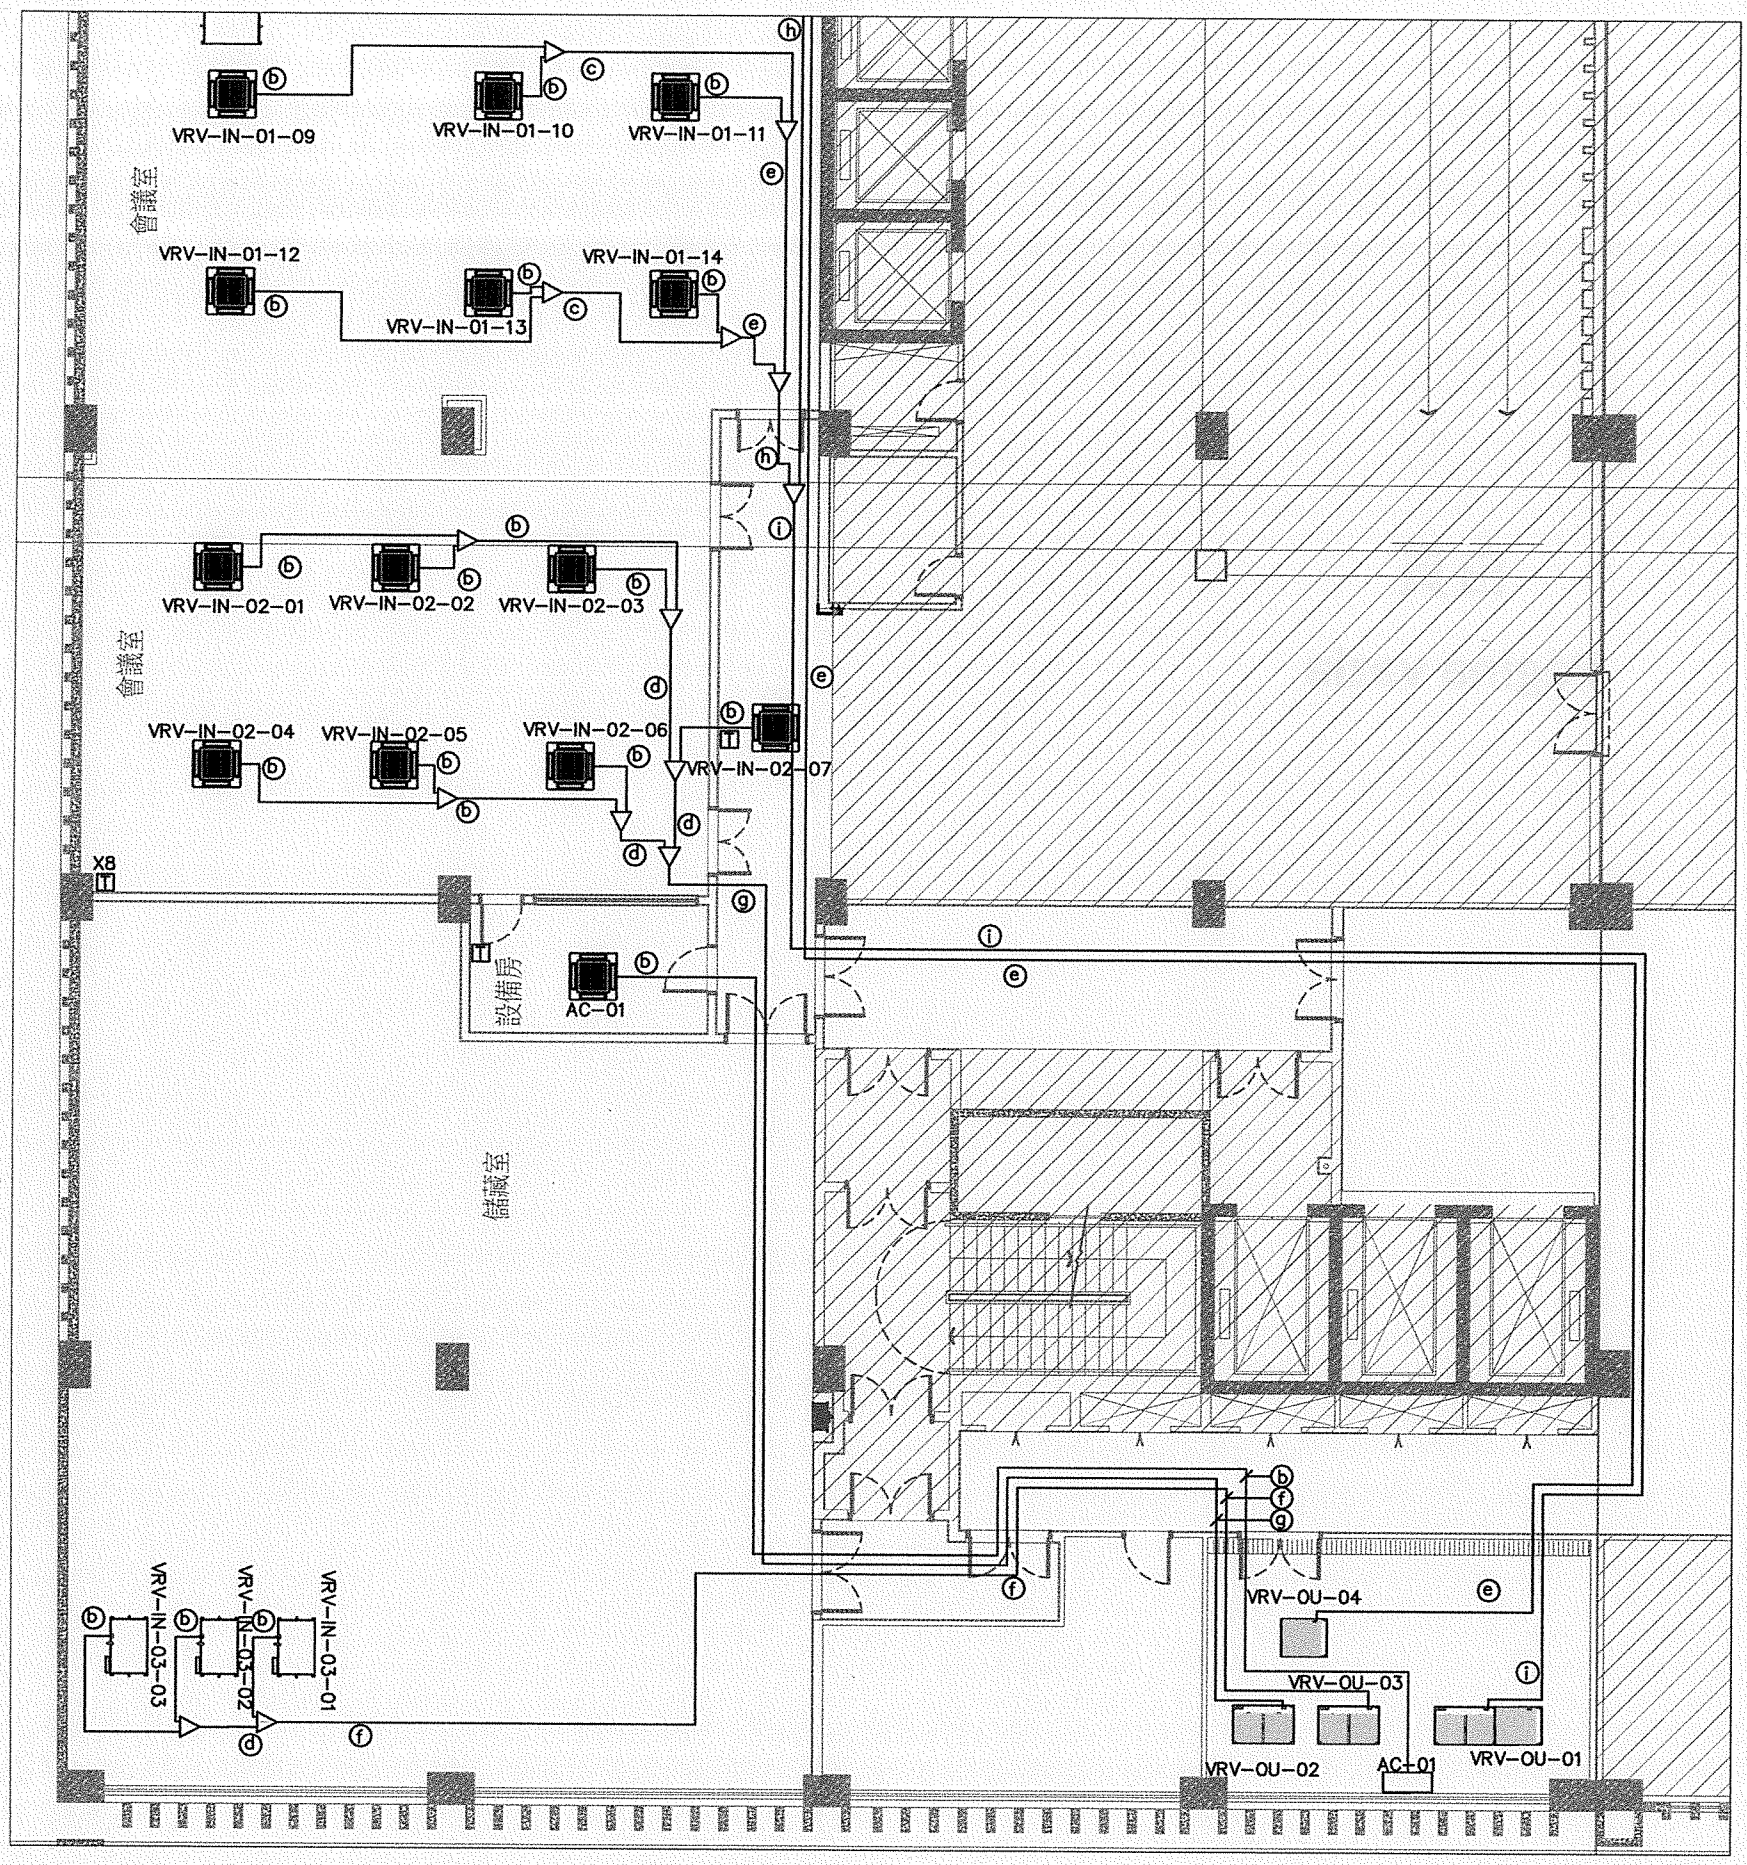 h
b
b
c
b
VRV-IN-01-09
VRV-IN-01-10
VRV-IN-01-11
e
會議室
VRV-IN-01-12
VRV-IN-01-14
b
b
b
c
VRV-IN-01-13
e
h
i
b
b
b
b
VRV-IN-02-01
VRV-IN-02-02
VRV-IN-02-03
會議室
d
e
b
T
VRV-IN-02-04
VRV-IN-02-05
VRV-IN-02-06
b
b
b
VRV-IN-02-07
b
d
d
X8
T
g
T
設備房
b
AC-01
i
e
儲藏室
b
f
g
f
e
VRV-OU-04
b
b
b
VRV-IN-03-03
VRV-IN-03-02
VRV-IN-03-01
i
VRV-OU-03
d
f
VRV-OU-02
AC-01
VRV-OU-01